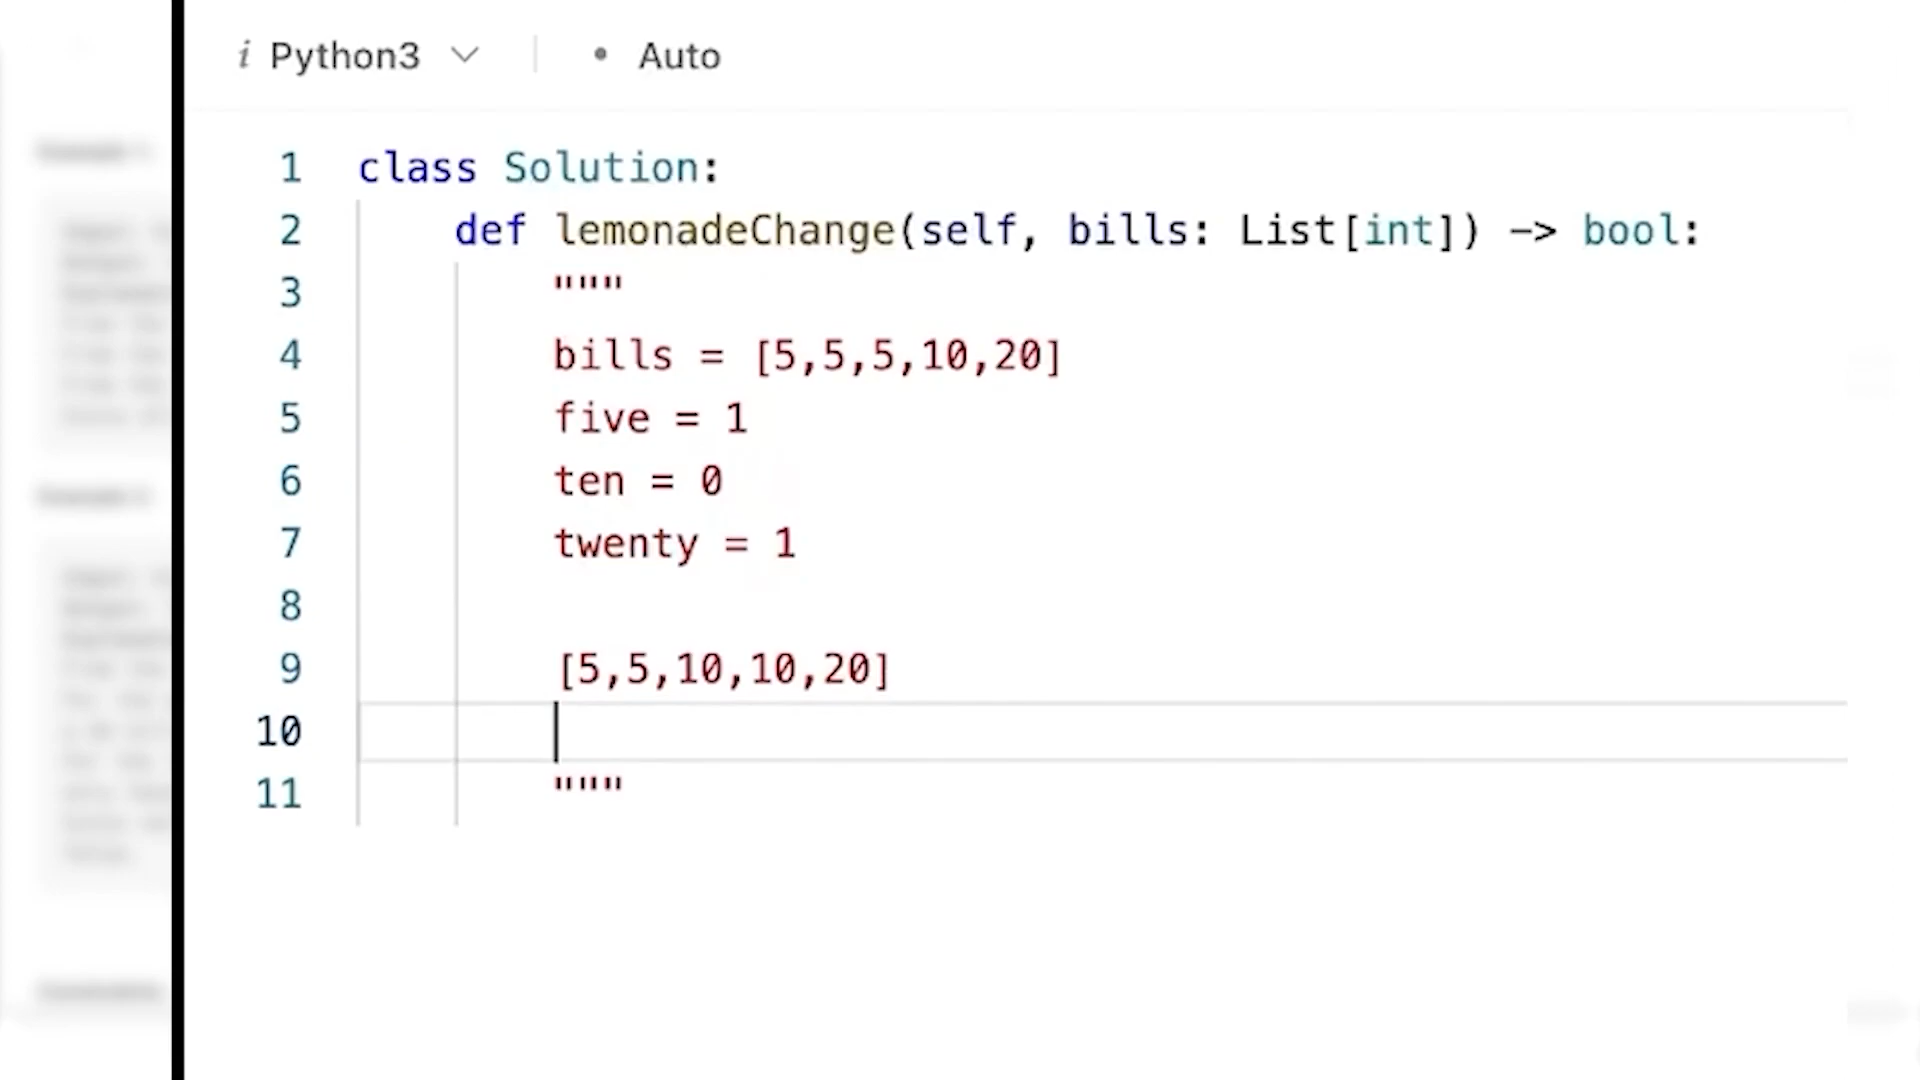 i Python3 • Auto
1 class Solution:
2 def lemonadeChange(self, bills: List[int]) -> bool:
3 """
4 bills = [5,5,5,10,20]
5 five = 1
6 ten = 0
7 twenty = 1
8
9 [5,5,10,10,20]
10
11 """